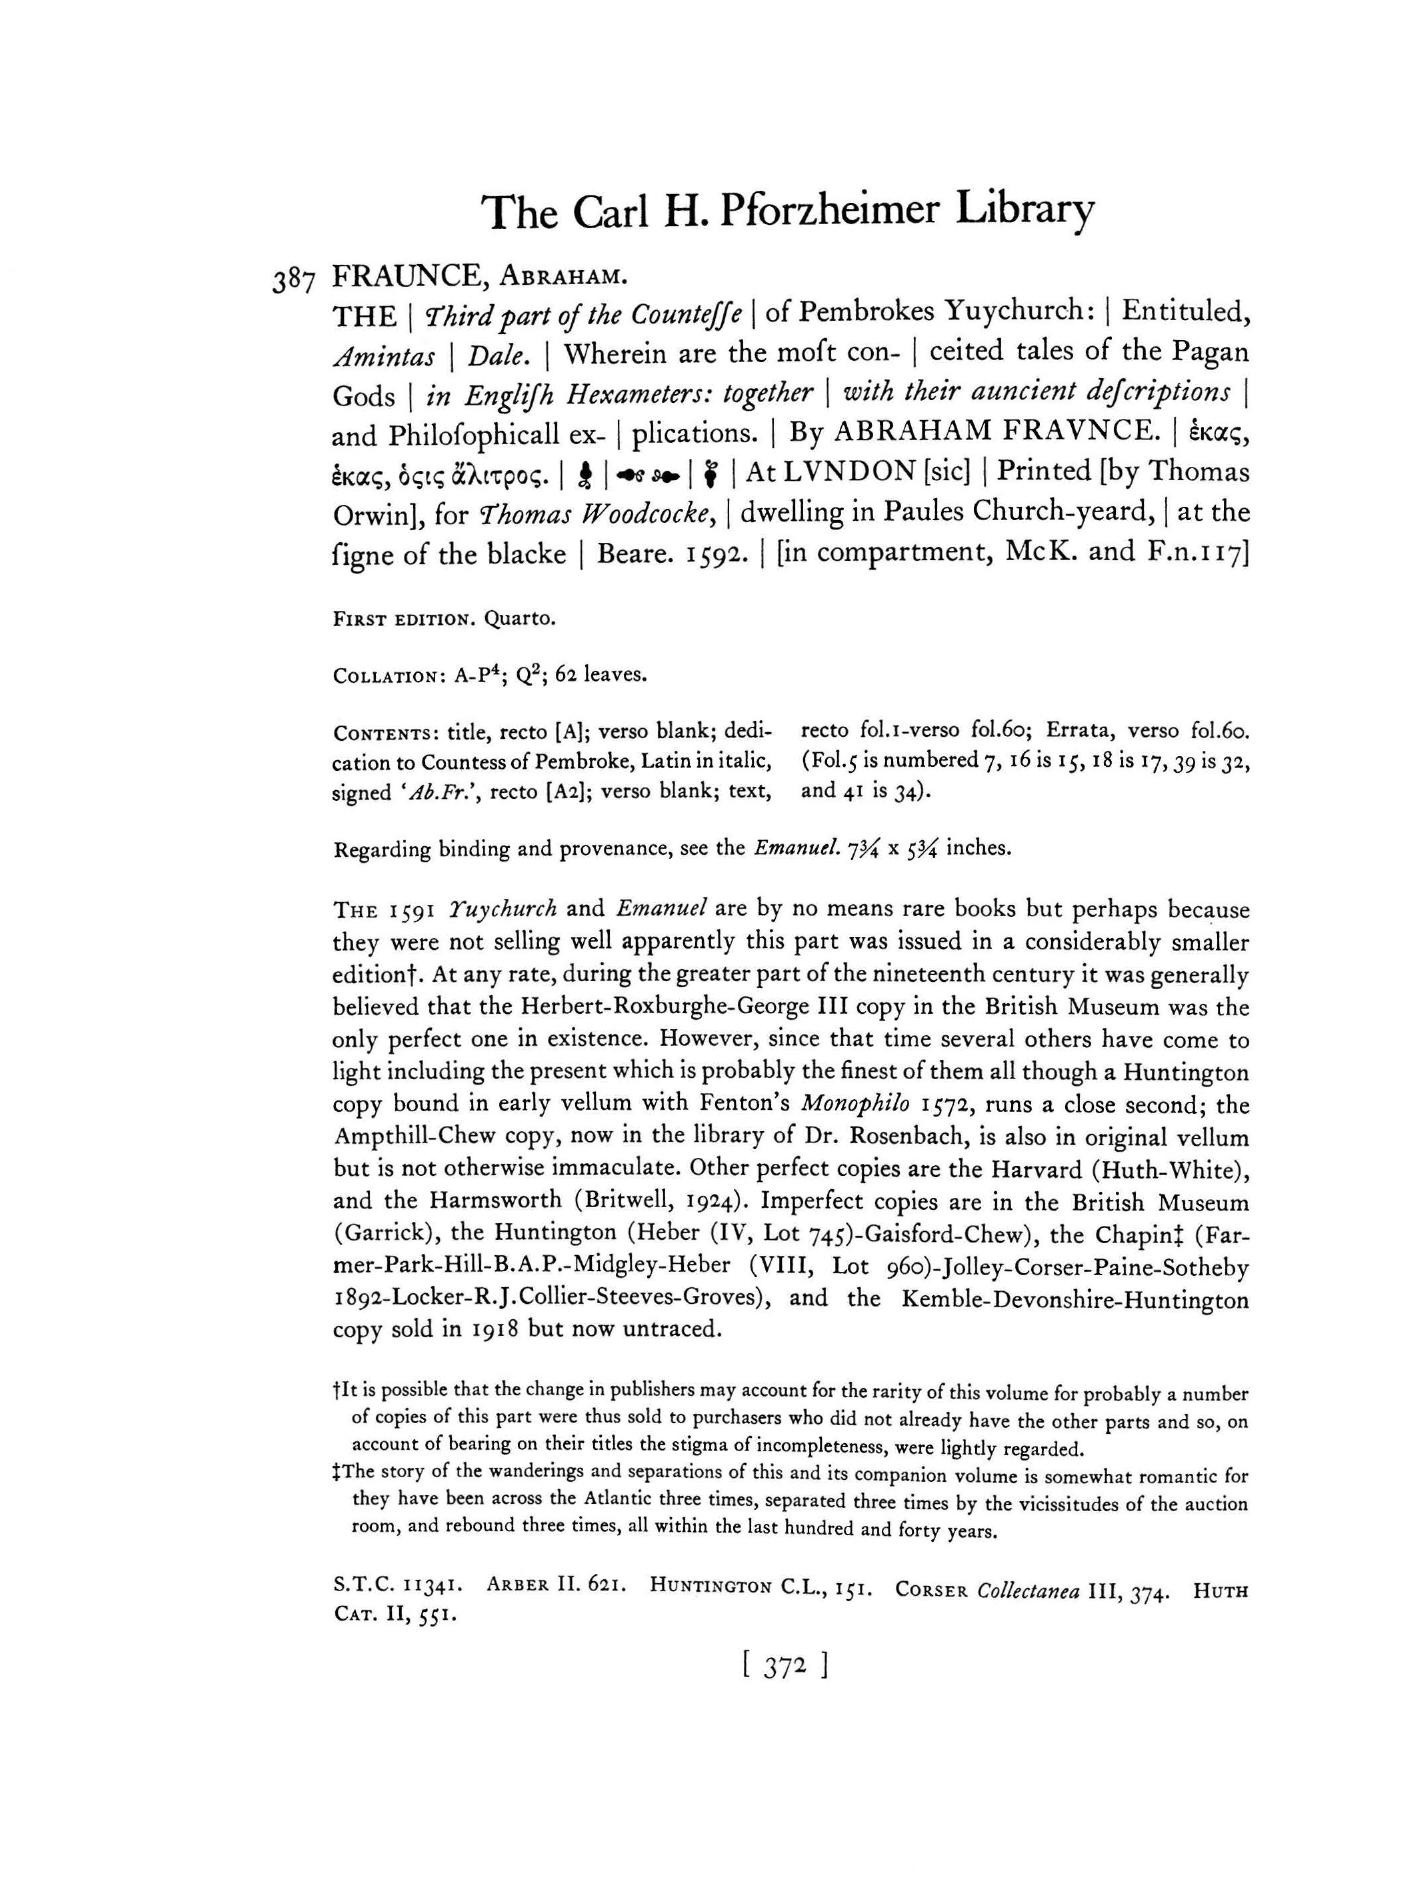 The Carl H. Pforzheimer Library
387 FRAUNCE, ABRAHAM.
THE | Third part of the Counteſſe | of Pembrokes Yuychurch: | Entituled,
Amintas | Dale. | Wherein are the moſt con- | ceited tales of the Pagan
Gods | in Engliſh Hexameters: together | with their auncient deſcriptions |
and Philoſophicall ex- | plications. | By ABRAHAM FRAVNCE. | ἑκας,
ἑκας, ὁςις ἄλιτρος. | | | | At LVNDON [sic] | Printed [by Thomas
Orwin], for Thomas Woodcocke, | dwelling in Paules Church-yeard, | at the
ſigne of the blacke | Beare. 1592. | [in compartment, McK. and F.n.117]
FIRST EDITION. Quarto.
COLLATION: A-P⁴; Q²; 62 leaves.
CONTENTS: title, recto [A]; verso blank; dedi-
cation to Countess of Pembroke, Latin in italic,
signed ‘Ab.Fr.’, recto [A2]; verso blank; text,
recto fol.1-verso fol.60; Errata, verso fol.60.
(Fol.5 is numbered 7, 16 is 15, 18 is 17, 39 is 32,
and 41 is 34).
Regarding binding and provenance, see the Emanuel. 7¾ x 5¾ inches.
THE 1591 Yuychurch and Emanuel are by no means rare books but perhaps because
they were not selling well apparently this part was issued in a considerably smaller
edition†. At any rate, during the greater part of the nineteenth century it was generally
believed that the Herbert-Roxburghe-George III copy in the British Museum was the
only perfect one in existence. However, since that time several others have come to
light including the present which is probably the finest of them all though a Huntington
copy bound in early vellum with Fenton's Monophilo 1572, runs a close second; the
Ampthill-Chew copy, now in the library of Dr. Rosenbach, is also in original vellum
but is not otherwise immaculate. Other perfect copies are the Harvard (Huth-White),
and the Harmsworth (Britwell, 1924). Imperfect copies are in the British Museum
(Garrick), the Huntington (Heber (IV, Lot 745)-Gaisford-Chew), the Chapin‡ (Far-
mer-Park-Hill-B.A.P.-Midgley-Heber (VIII, Lot 960)-Jolley-Corser-Paine-Sotheby
1892-Locker-R.J.Collier-Steeves-Groves), and the Kemble-Devonshire-Huntington
copy sold in 1918 but now untraced.
†It is possible that the change in publishers may account for the rarity of this volume for probably a number
of copies of this part were thus sold to purchasers who did not already have the other parts and so, on
account of bearing on their titles the stigma of incompleteness, were lightly regarded.
‡The story of the wanderings and separations of this and its companion volume is somewhat romantic for
they have been across the Atlantic three times, separated three times by the vicissitudes of the auction
room, and rebound three times, all within the last hundred and forty years.
S.T.C. 11341. ARBER II. 621. HUNTINGTON C.L., 151. CORSER Collectanea III, 374. HUTH
CAT. II, 551.
[ 372 ]